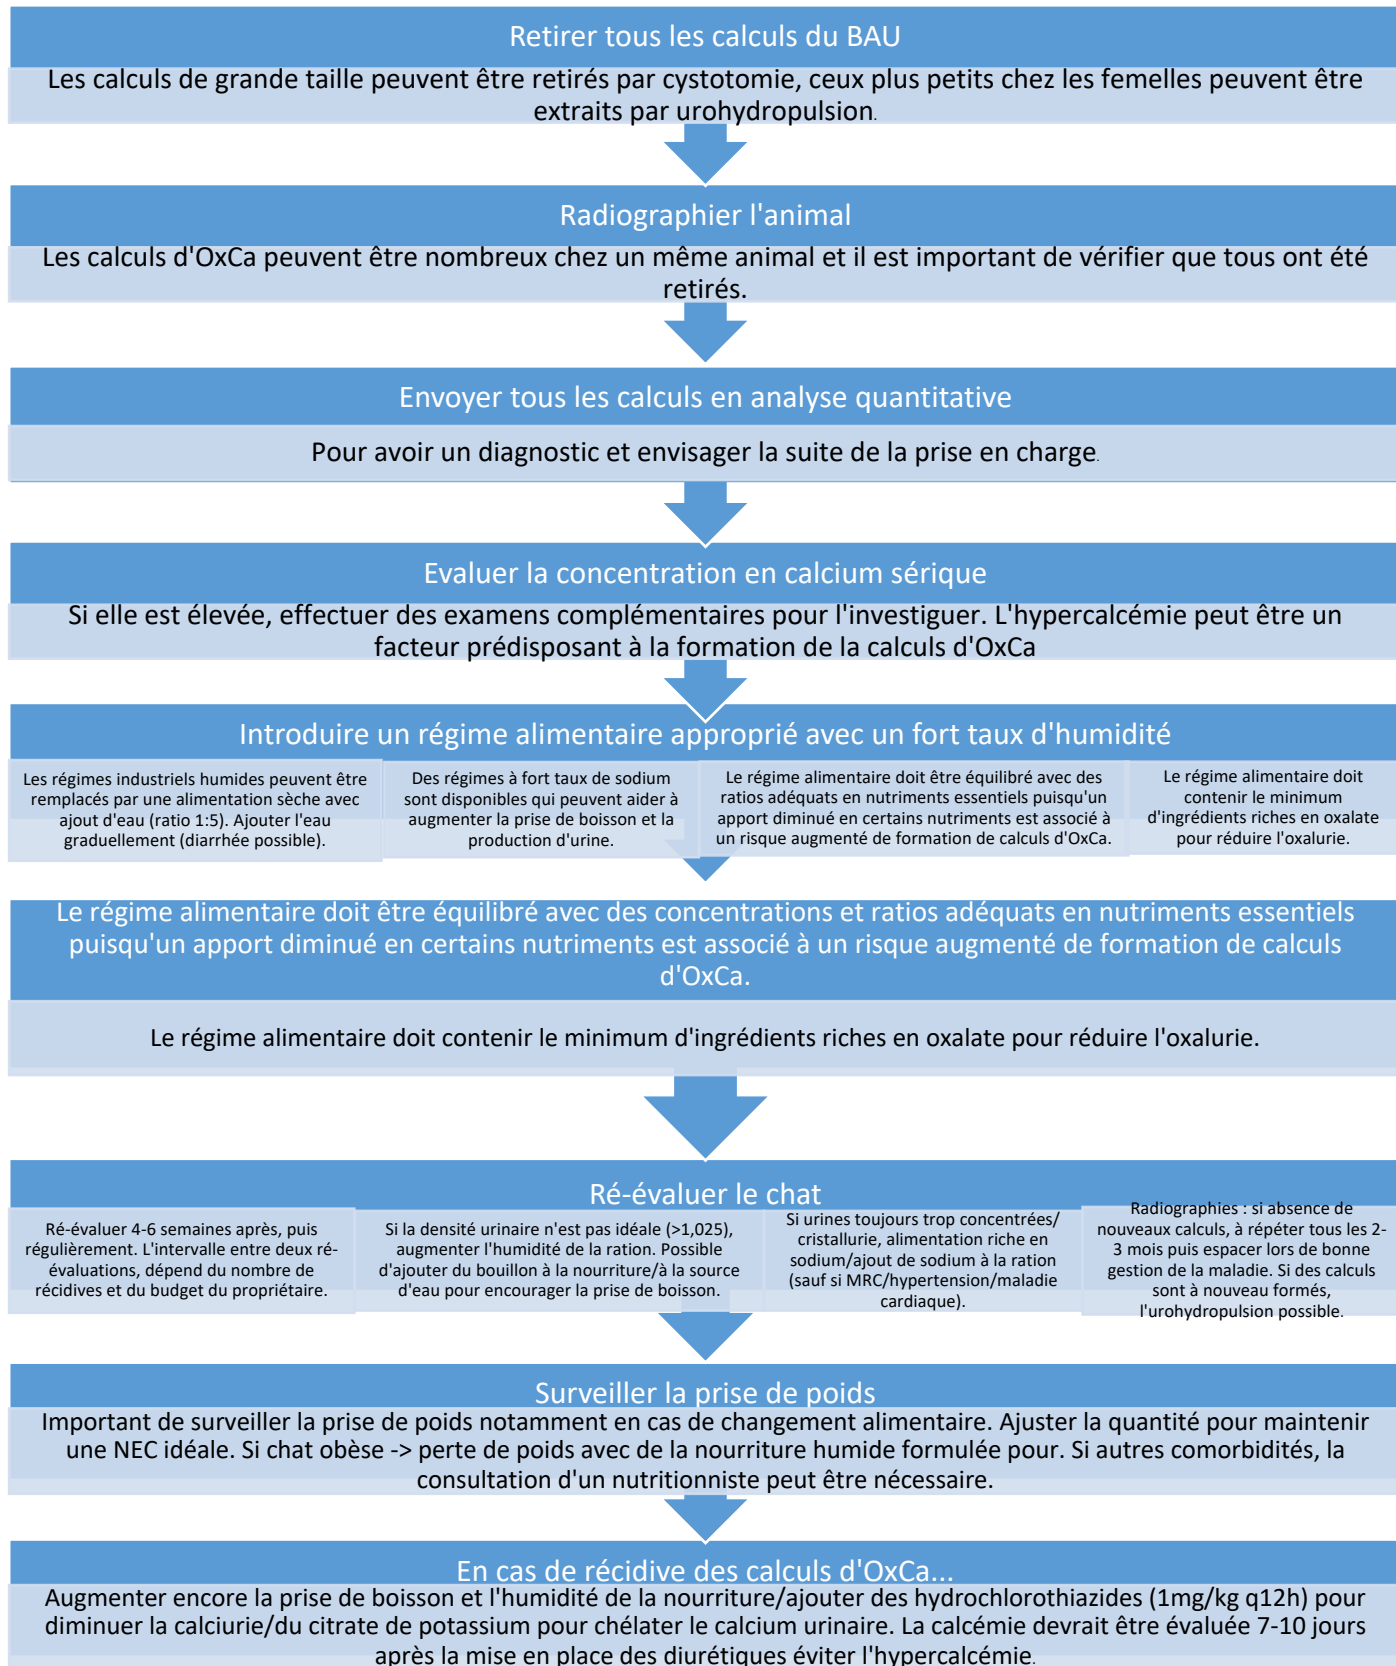 Retirer tous les calculs du BAU
Les calculs de grande taille peuvent être retirés par cystotomie, ceux plus petits chez les femelles peuvent être
extraits par urohydropulsion.
Radiographier l'animal
Les calculs d'OxCa peuvent être nombreux chez un même animal et il est important de vérifier que tous ont été
retirés.
Envoyer tous les calculs en analyse quantitative
Pour avoir un diagnostic et envisager la suite de la prise en charge.
Evaluer la concentration en calcium sérique
Si elle est élevée, effectuer des examens complémentaires pour l'investiguer. L'hypercalcémie peut être un
facteur prédisposant à la formation de la calculs d'OxCa
Introduire un régime alimentaire approprié avec un fort taux d'humidité
Les régimes industriels humides peuvent être
remplacés par une alimentation sèche avec
ajout d'eau (ratio 1:5). Ajouter l'eau
graduellement (diarrhée possible).
Des régimes à fort taux de sodium
sont disponibles qui peuvent aider à
augmenter la prise de boisson et la
production d'urine.
Le régime alimentaire doit être équilibré avec des
ratios adéquats en nutriments essentiels puisqu'un
apport diminué en certains nutriments est associé à
un risque augmenté de formation de calculs d'OxCa.
Le régime alimentaire doit
contenir le minimum
d'ingrédients riches en oxalate
pour réduire l'oxalurie.
Le régime alimentaire doit être équilibré avec des concentrations et ratios adéquats en nutriments essentiels
puisqu'un apport diminué en certains nutriments est associé à un risque augmenté de formation de calculs
d'OxCa.
Le régime alimentaire doit contenir le minimum d'ingrédients riches en oxalate pour réduire l'oxalurie.
Ré-évaluer le chat
Ré-évaluer 4-6 semaines après, puis
régulièrement. L'intervalle entre deux ré-
évaluations, dépend du nombre de
récidives et du budget du propriétaire.
Si la densité urinaire n'est pas idéale (>1,025),
augmenter l'humidité de la ration. Possible
d'ajouter du bouillon à la nourriture/à la source
d'eau pour encourager la prise de boisson.
Si urines toujours trop concentrées/
cristallurie, alimentation riche en
sodium/ajout de sodium à la ration
(sauf si MRC/hypertension/maladie
cardiaque).
Radiographies : si absence de
nouveaux calculs, à répéter tous les 2-
3 mois puis espacer lors de bonne
gestion de la maladie. Si des calculs
sont à nouveau formés,
l'urohydropulsion possible.
Surveiller la prise de poids
Important de surveiller la prise de poids notamment en cas de changement alimentaire. Ajuster la quantité pour maintenir
une NEC idéale. Si chat obèse -> perte de poids avec de la nourriture humide formulée pour. Si autres comorbidités, la
consultation d'un nutritionniste peut être nécessaire.
En cas de récidive des calculs d'OxCa...
Augmenter encore la prise de boisson et l'humidité de la nourriture/ajouter des hydrochlorothiazides (1mg/kg q12h) pour
diminuer la calciurie/du citrate de potassium pour chélater le calcium urinaire. La calcémie devrait être évaluée 7-10 jours
après la mise en place des diurétiques éviter l'hypercalcémie.